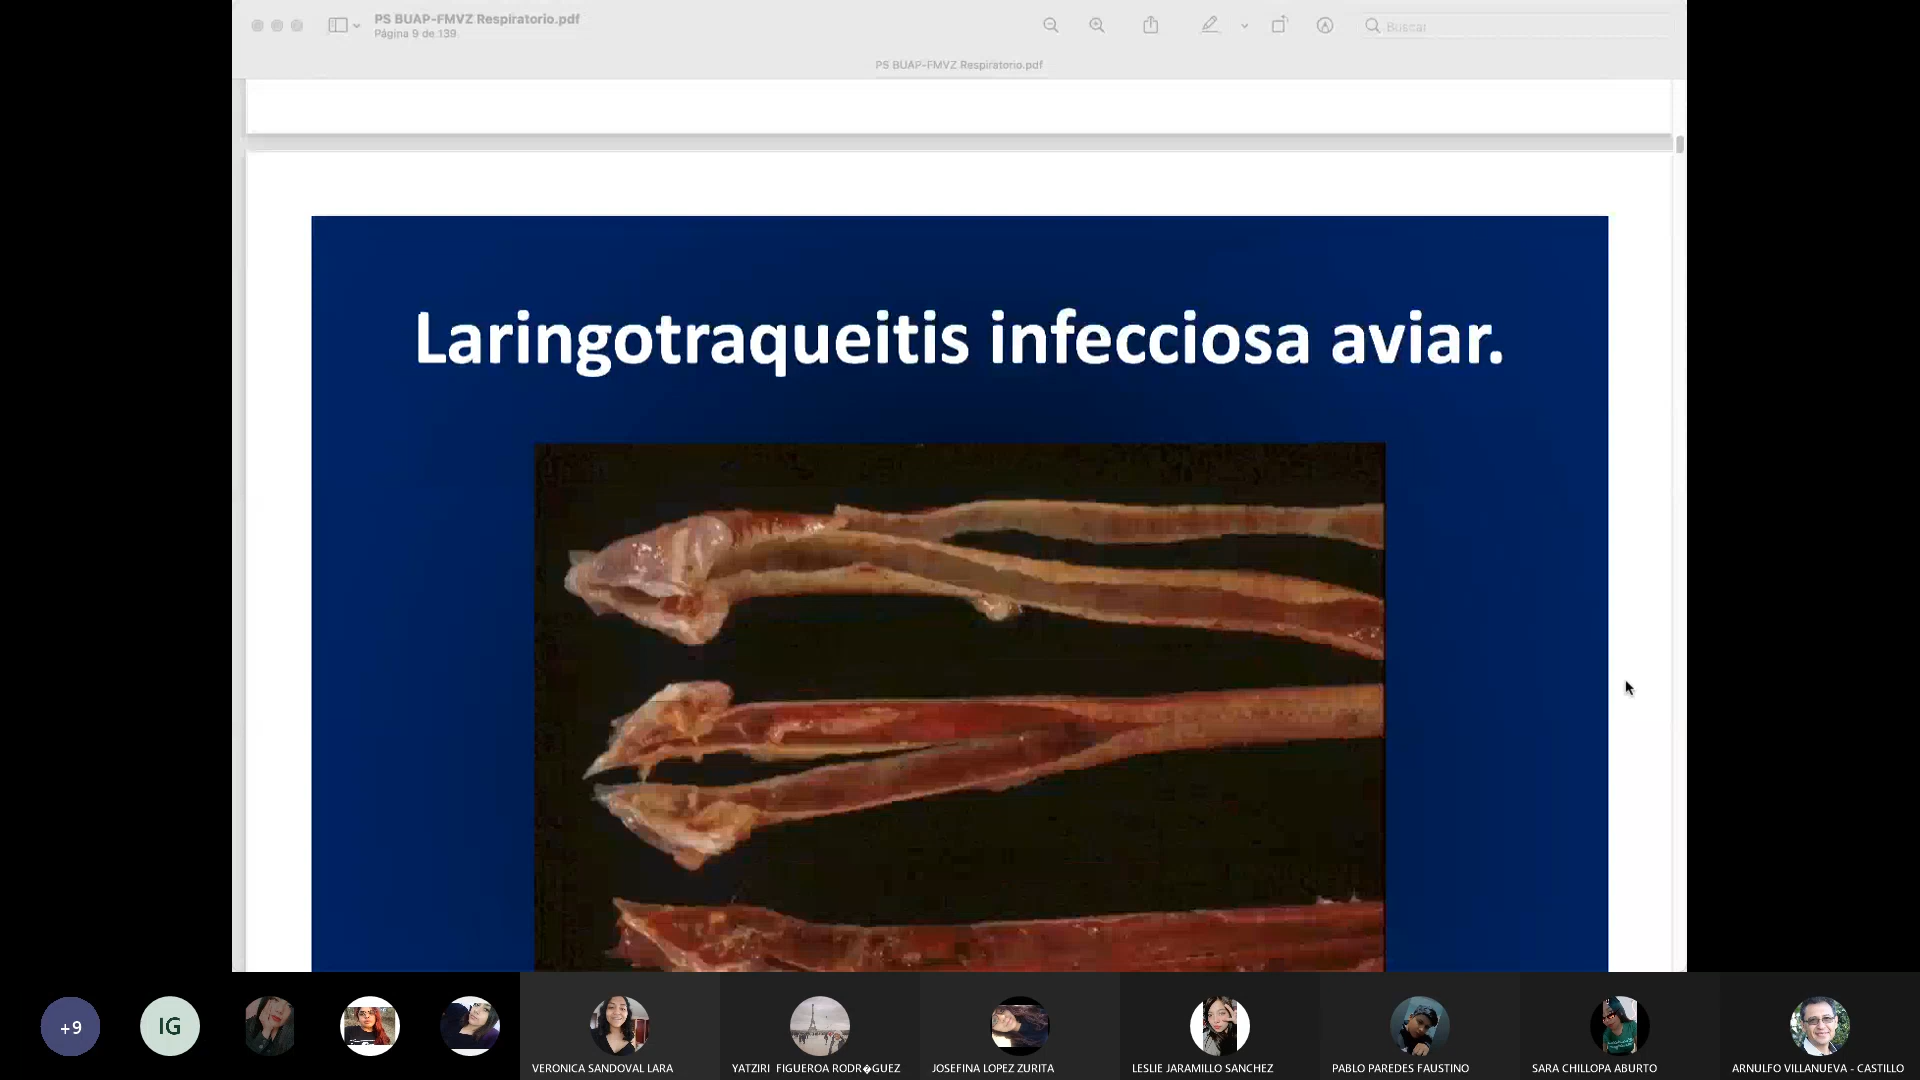 PS BUAP-FMVZ Respiratorio.pdf
Página 9 de 139
Buscar
PS BUAP-FMVZ Respiratorio.pdf
Laringotraqueitis infecciosa aviar.
+9
IG
VERONICA SANDOVAL LARA
YATZIRI FIGUEROA RODR�GUEZ
JOSEFINA LOPEZ ZURITA
LESLIE JARAMILLO SANCHEZ
PABLO PAREDES FAUSTINO
SARA CHILLOPA ABURTO
ARNULFO VILLANUEVA - CASTILLO